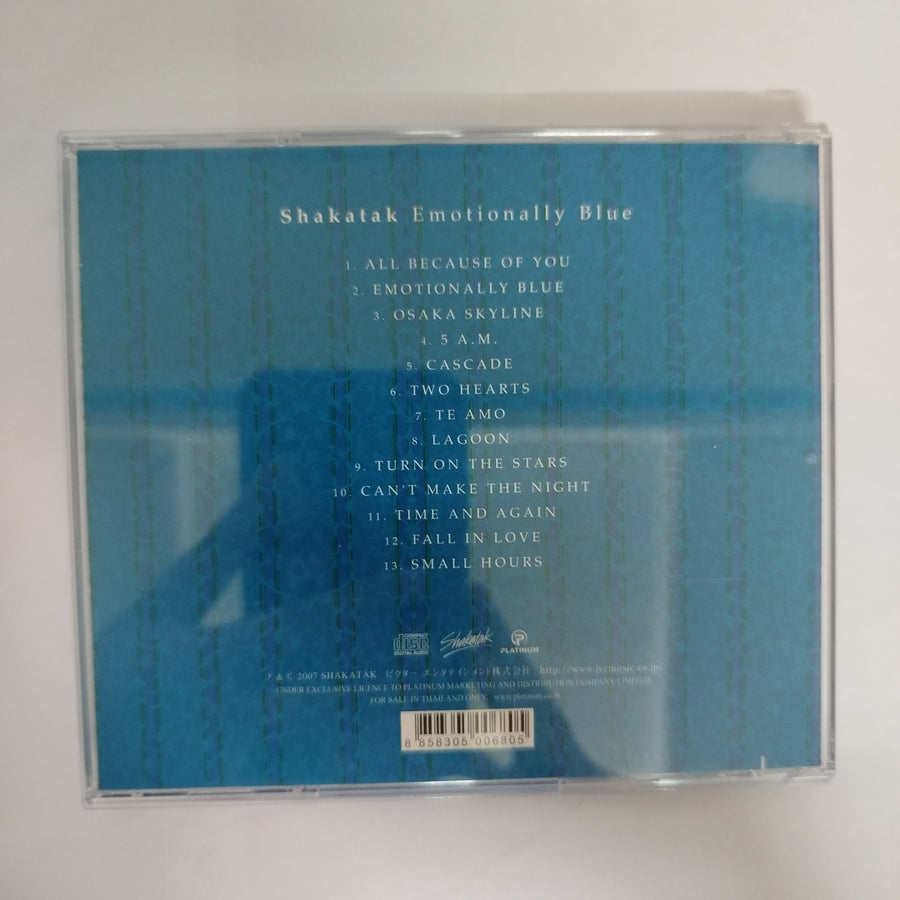 Shakatak Emotionally Blue
1. ALL BECAUSE OF YOU
2. EMOTIONALLY BLUE
3. OSAKA SKYLINE
4. 5 A.M.
5. CASCADE
6. TWO HEARTS
7. TE AMO
8. LAGOON
9. TURN ON THE STARS
10. CAN'T MAKE THE NIGHT
11. TIME AND AGAIN
12. FALL IN LOVE
13. SMALL HOURS
COMPACT disc DIGITAL AUDIO Shakatak PLATINUM
℗ & © 2007 SHAKATAK ビクター エンタテインメント株式会社 http://www.jvcmusic.co.jp/
UNDER EXCLUSIVE LICENCE TO PLATINUM MARKETING AND DISTRIBUTION COMPANY LIMITED.
FOR SALE IN THAILAND ONLY. www.platinum.co.th
8 858305 006805